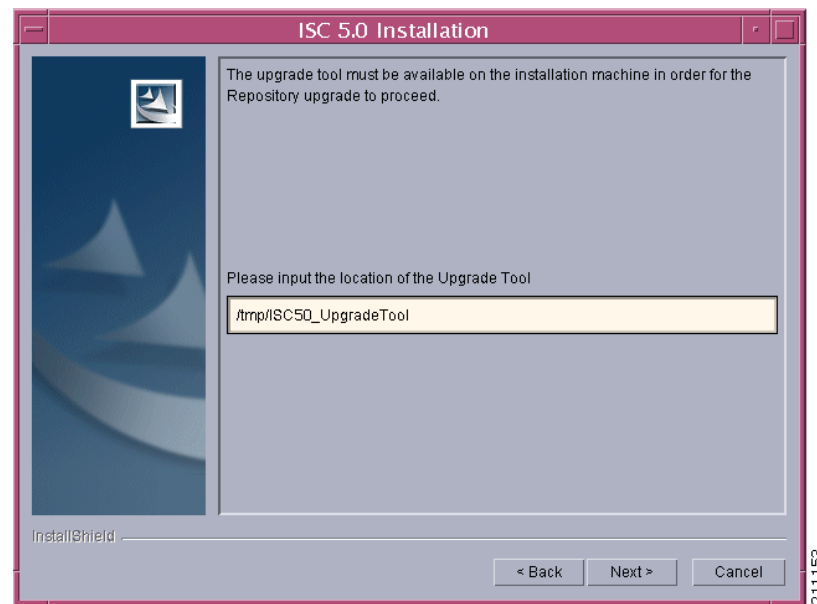 ISC 5.0 Installation
The upgrade tool must be available on the installation machine in order for the
Repository upgrade to proceed.
Please input the location of the Upgrade Tool
/tmp/ISC50_UpgradeTool
InstallShield
< Back
Next >
Cancel
211153